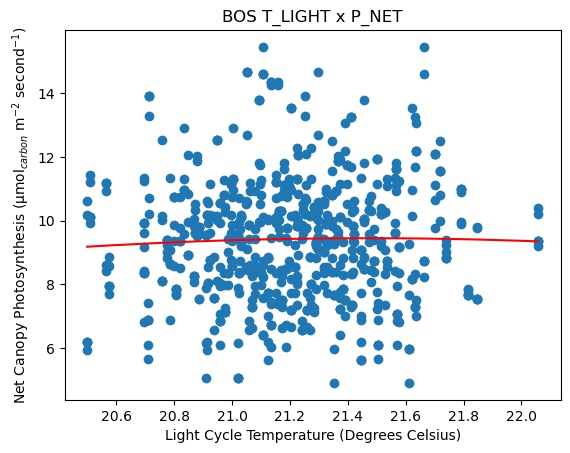 BOS T_LIGHT x P_NET
Net Canopy Photosynthesis (μmol_carbon m⁻² second⁻¹)
14
12
10
8
6
20.6 20.8 21.0 21.2 21.4 21.6 21.8 22.0
Light Cycle Temperature (Degrees Celsius)